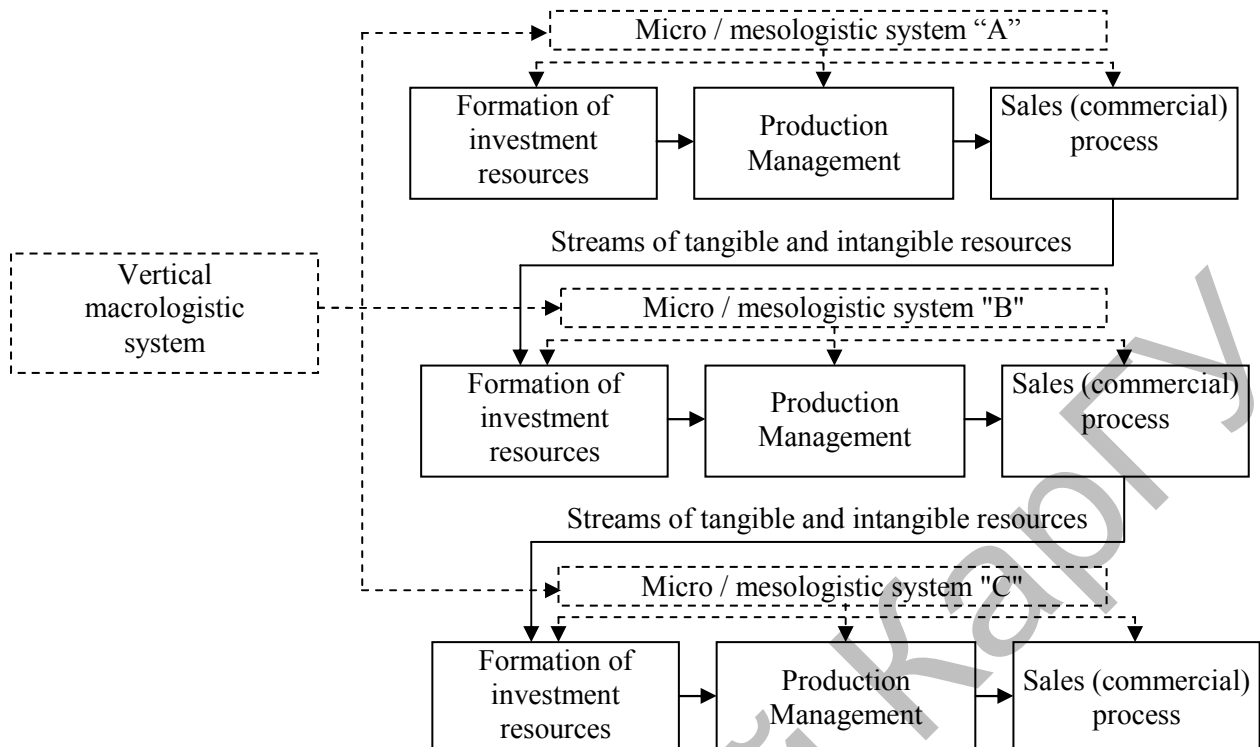 Micro / mesologistic system “A”
Formation of
investment
resources
Production
Management
Sales (commercial)
process
Streams of tangible and intangible resources
Vertical
macrologistic
system
Micro / mesologistic system "B"
Formation of
investment
resources
Production
Management
Sales (commercial)
process
Streams of tangible and intangible resources
Micro / mesologistic system "C"
Formation of
investment
resources
Production
Management
Sales (commercial)
process
КарГУ